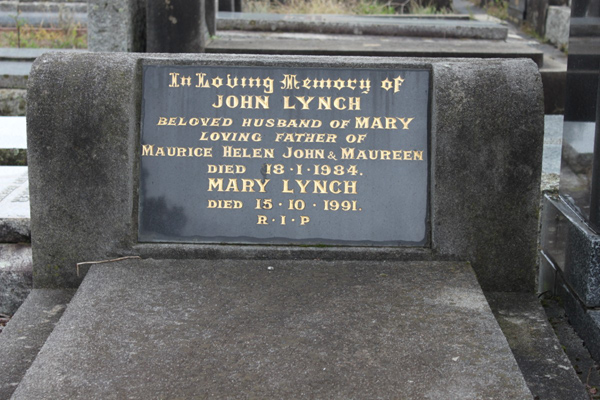 In Loving Memory of
JOHN LYNCH
BELOVED HUSBAND OF MARY
LOVING FATHER OF
MAURICE HELEN JOHN & MAUREEN
DIED 18·1·1984.
MARY LYNCH
DIED 15·10·1991.
R·I·P